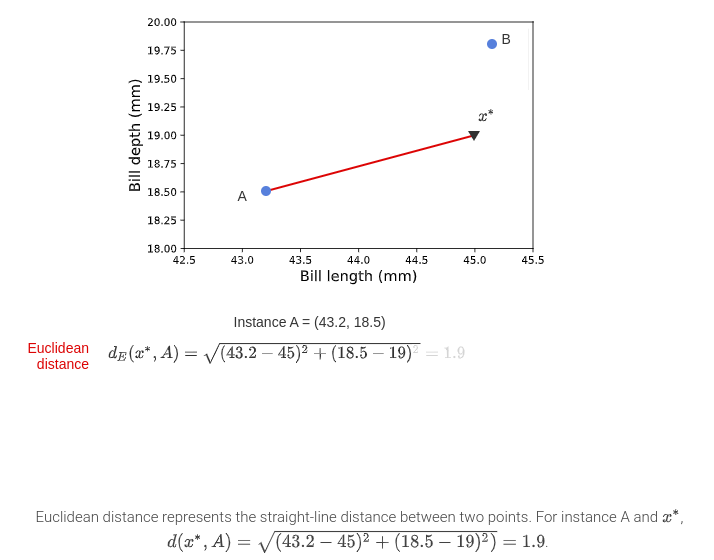 20.00
B
19.75
19.50
19.25
x*
19.00
18.75
18.50
A
18.25
18.00
Bill depth (mm)
42.5 43.0 43.5 44.0 44.5 45.0 45.5
Bill length (mm)
Instance A = (43.2, 18.5)
Euclidean
distance
d_E(x*, A) = √((43.2 − 45)² + (18.5 − 19)²) = 1.9
Euclidean distance represents the straight-line distance between two points. For instance A and x*,
d(x*, A) = √((43.2 − 45)² + (18.5 − 19)²) = 1.9.